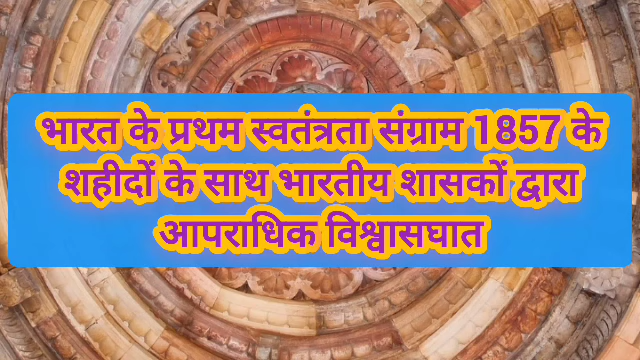 भारत के प्रथम स्वतंत्रता संग्राम 1857 के
शहीदों के साथ भारतीय शासकों द्वारा
आपराधिक विश्वासघात